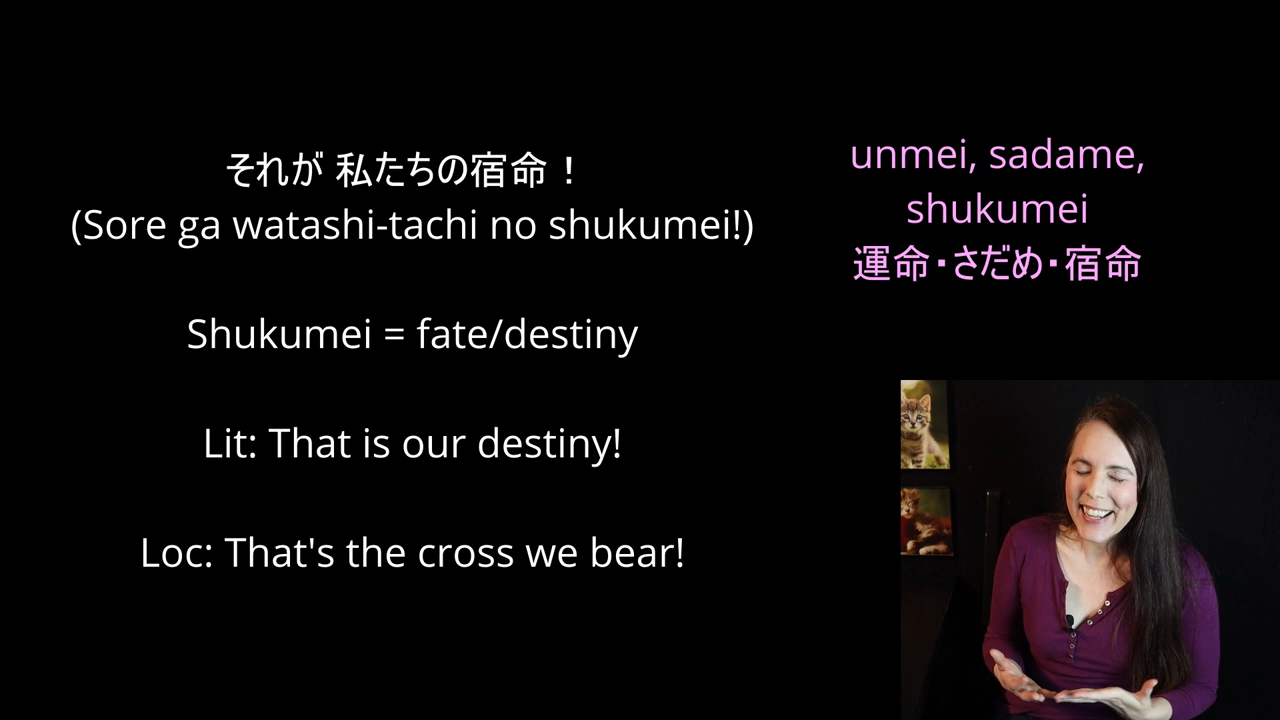 それが 私たちの宿命！
(Sore ga watashi-tachi no shukumei!)
Shukumei = fate/destiny
Lit: That is our destiny!
Loc: That's the cross we bear!
unmei, sadame,
shukumei
運命・さだめ・宿命